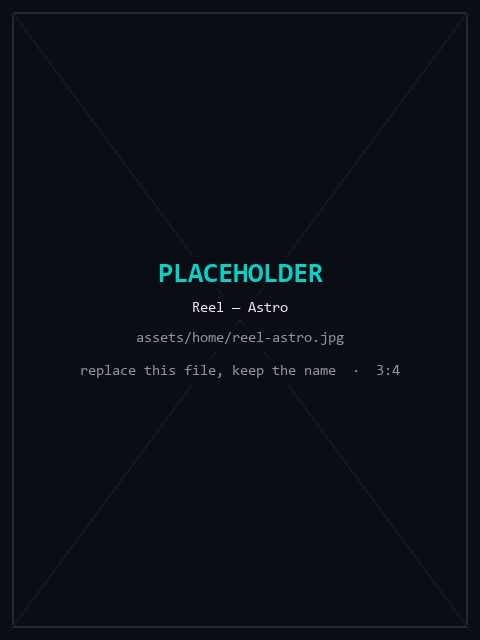 PLACEHOLDER
Reel — Astro
assets/home/reel-astro.jpg
replace this file, keep the name · 3:4